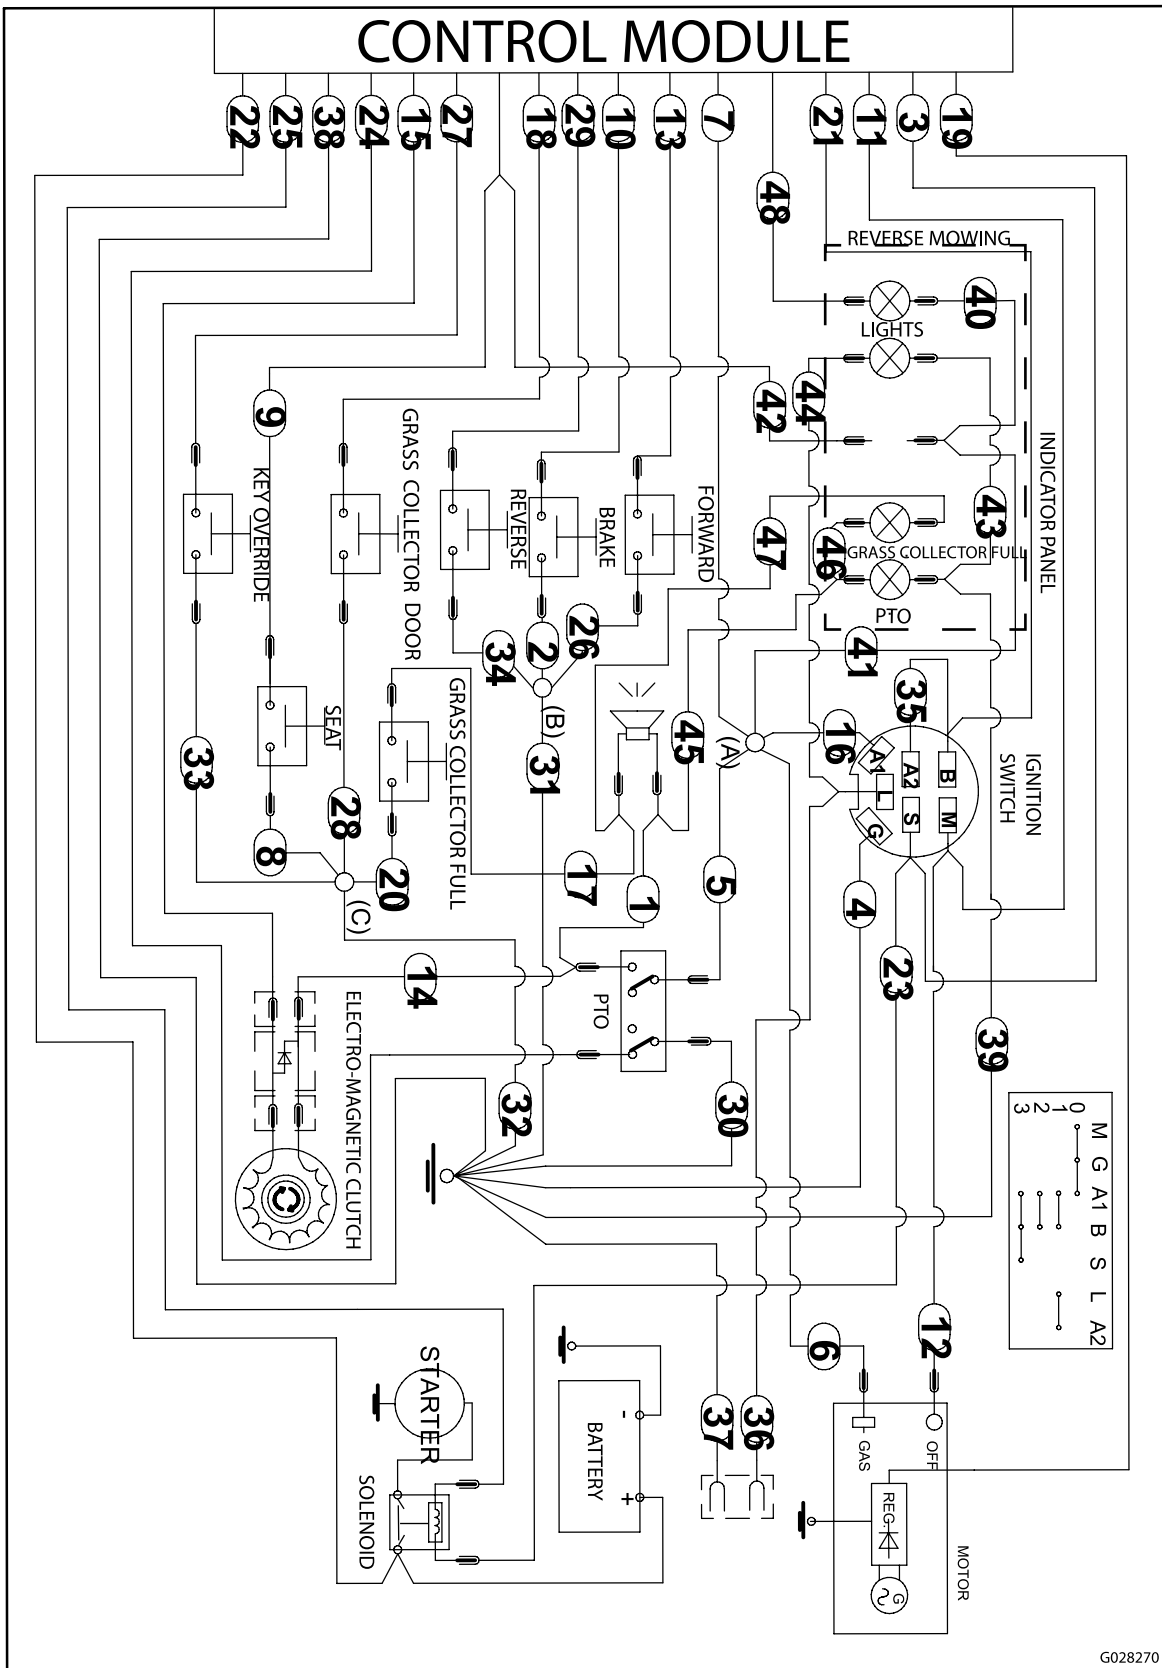 CONTROL MODULE
22
25
38
24
15
27
18
29
10
13
7
48
21
11
3
19
REVERSE MOWING
40
LIGHTS
44
42
9
43
INDICATOR PANEL
GRASS COLLECTOR DOOR
KEY OVERRIDE
REVERSE
BRAKE
FORWARD
47
46
GRASS COLLECTOR FULL
PTO
34
2
26
41
35
(B)
SEAT
GRASS COLLECTOR FULL
33
31
45
(A)
16
A1
A2
B
L
S
M
G
IGNITION
SWITCH
28
8
20
(C)
17
1
5
4
23
14
PTO
39
ELECTRO-MAGNETIC CLUTCH
32
30
M G A1 B S L A2
0
1
2
3
12
6
STARTER
SOLENOID
BATTERY
-
+
37
36
GAS
OFF
REG.
G
MOTOR
G028270